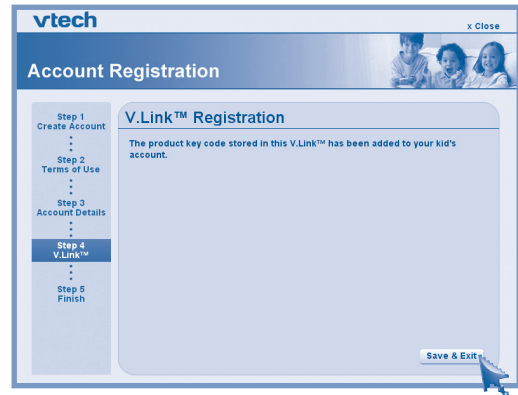 vtech
x Close
Account Registration
Step 1
Create Account
Step 2
Terms of Use
Step 3
Account Details
Step 4
V.Link™
Step 5
Finish
V.Link™ Registration
The product key code stored in this V.Link™ has been added to your kid's
account.
Save & Exit